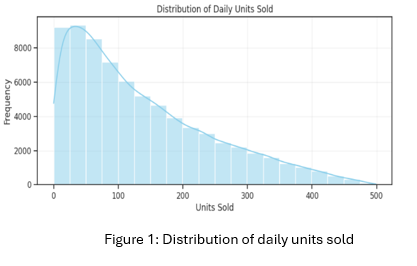 Distribution of Daily Units Sold
8000
6000
4000
2000
0
Frequency
0 100 200 300 400 500
Units Sold
Figure 1: Distribution of daily units sold